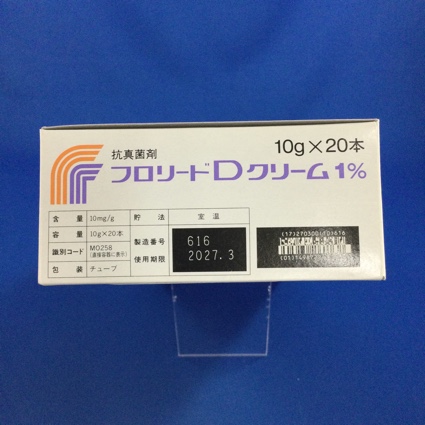 10g×20本
抗真菌剤
フロリードDクリーム1%
含量 10mg/g 貯法 室温
容量 10g×20本 製造番号 616
識別コード MO258 (直接容器に表示) 使用期限 2027.3
包装 チューブ